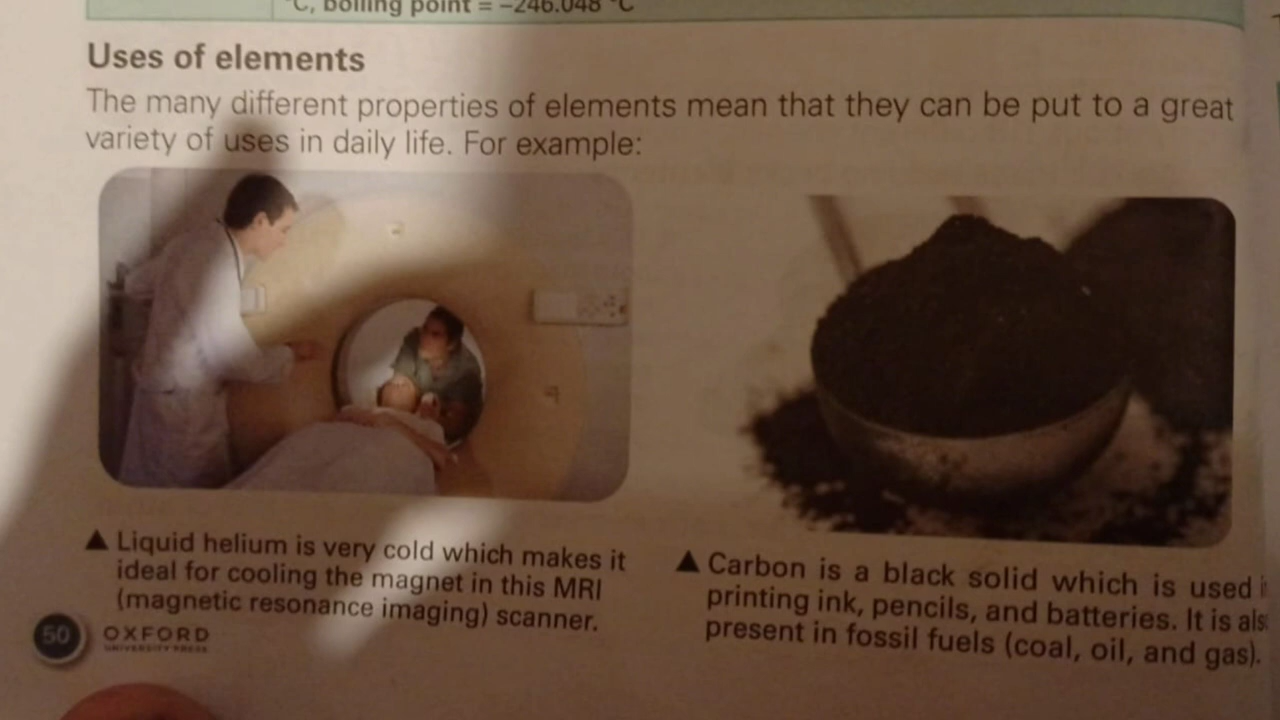 °C, boiling point = −246.048 °C
Uses of elements
The many different properties of elements mean that they can be put to a great
variety of uses in daily life. For example:
▲ Liquid helium is very cold which makes it
ideal for cooling the magnet in this MRI
(magnetic resonance imaging) scanner.
▲ Carbon is a black solid which is used i
printing ink, pencils, and batteries. It is als
present in fossil fuels (coal, oil, and gas).
50
OXFORD
UNIVERSITY PRESS